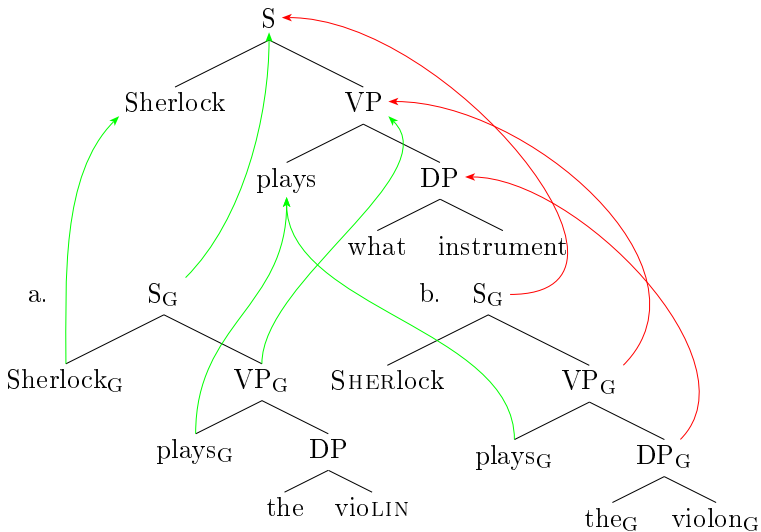 S
Sherlock VP
plays DP
what instrument
a. S_G b. S_G
Sherlock_G VP_G SHERlock VP_G
plays_G DP plays_G DP_G
the vioLIN the_G violon_G